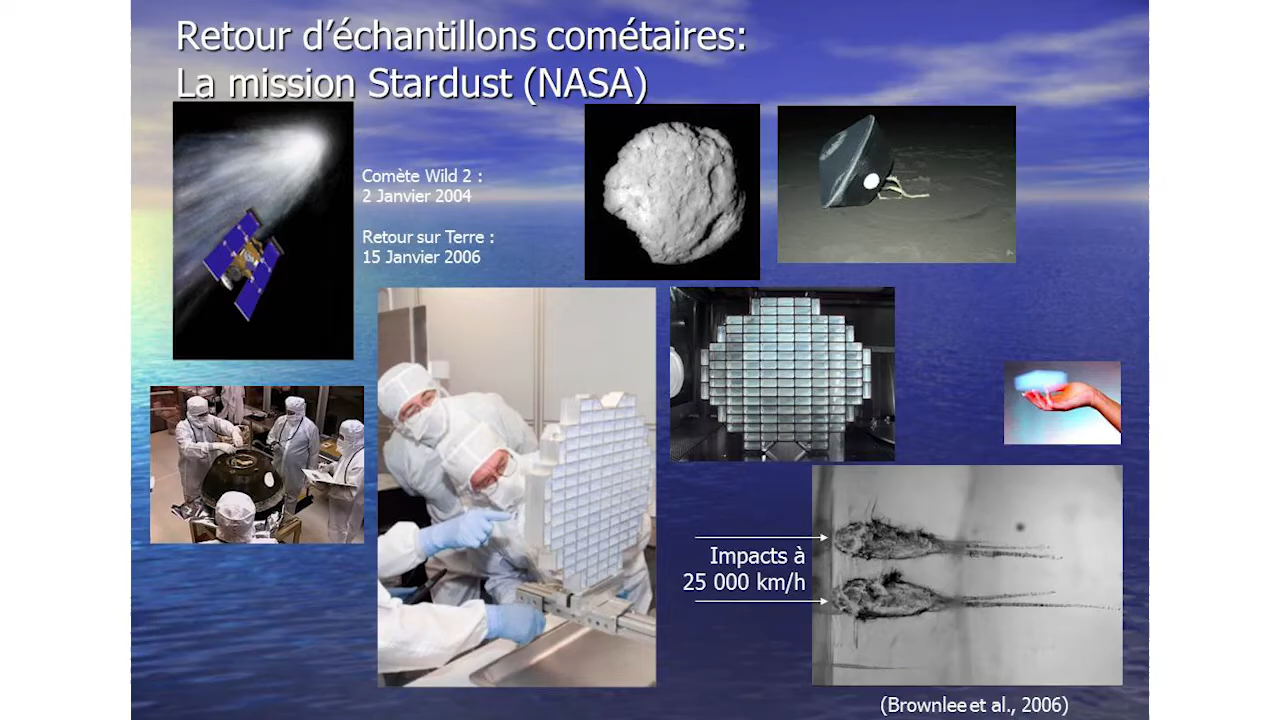 Retour d'échantillons cométaires:
La mission Stardust (NASA)
Comète Wild 2 :
2 Janvier 2004
Retour sur Terre :
15 Janvier 2006
Impacts à
25 000 km/h
(Brownlee et al., 2006)